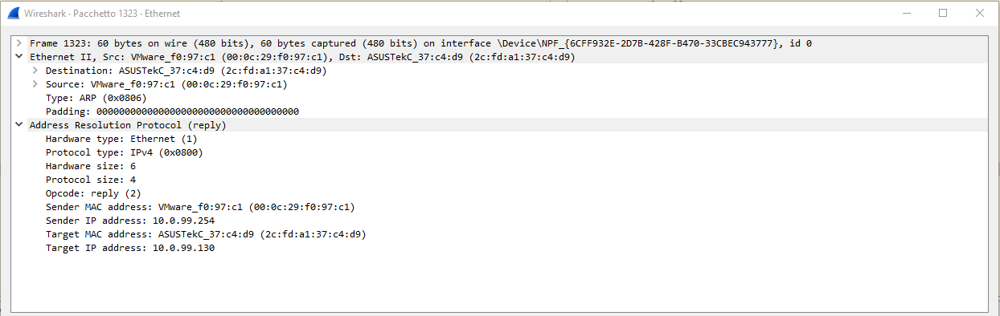 Wireshark · Pacchetto 1323 · Ethernet
Frame 1323: 60 bytes on wire (480 bits), 60 bytes captured (480 bits) on interface \Device\NPF_{6CFF932E-2D7B-428F-B470-33CBEC943777}, id 0
Ethernet II, Src: VMware_f0:97:c1 (00:0c:29:f0:97:c1), Dst: ASUSTekC_37:c4:d9 (2c:fd:a1:37:c4:d9)
Destination: ASUSTekC_37:c4:d9 (2c:fd:a1:37:c4:d9)
Source: VMware_f0:97:c1 (00:0c:29:f0:97:c1)
Type: ARP (0x0806)
Padding: 000000000000000000000000000000000000
Address Resolution Protocol (reply)
Hardware type: Ethernet (1)
Protocol type: IPv4 (0x0800)
Hardware size: 6
Protocol size: 4
Opcode: reply (2)
Sender MAC address: VMware_f0:97:c1 (00:0c:29:f0:97:c1)
Sender IP address: 10.0.99.254
Target MAC address: ASUSTekC_37:c4:d9 (2c:fd:a1:37:c4:d9)
Target IP address: 10.0.99.130